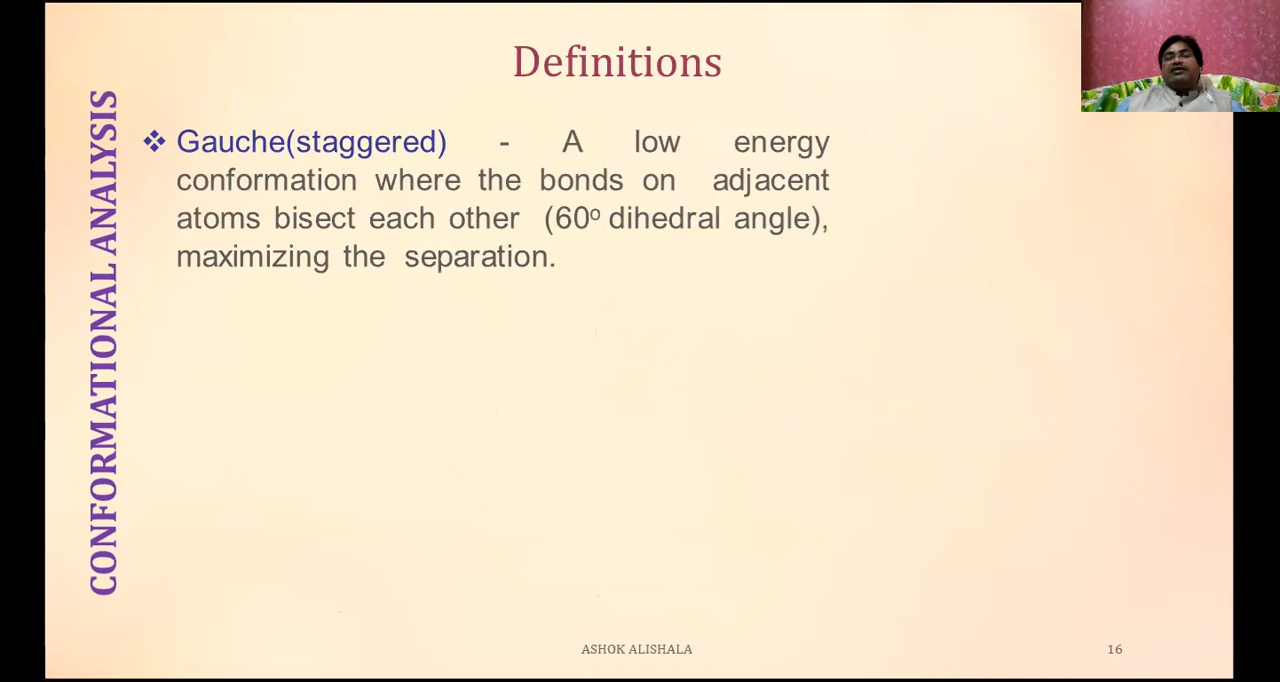 Definitions
CONFORMATIONAL ANALYSIS
❖ Gauche(staggered) - A low energy
conformation where the bonds on adjacent
atoms bisect each other (60º dihedral angle),
maximizing the separation.
ASHOK ALISHALA
16